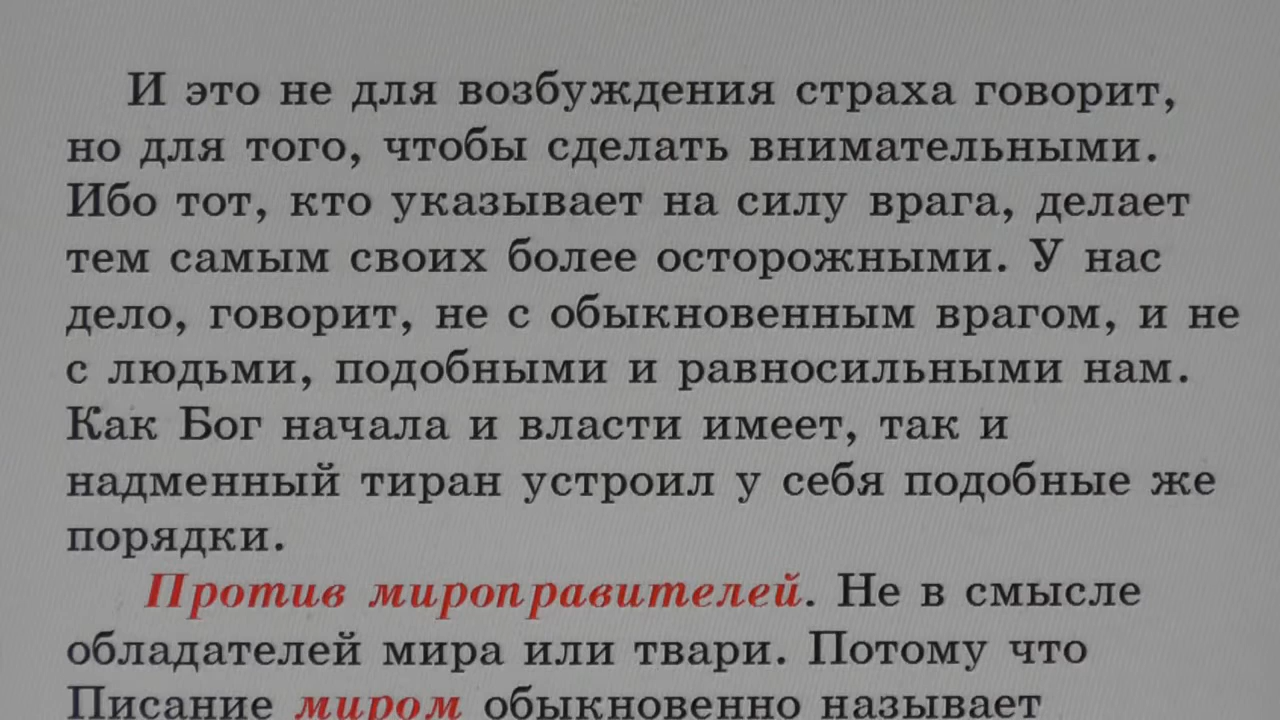 И это не для возбуждения страха говорит,
но для того, чтобы сделать внимательными.
Ибо тот, кто указывает на силу врага, делает
тем самым своих более осторожными. У нас
дело, говорит, не с обыкновенным врагом, и не
с людьми, подобными и равносильными нам.
Как Бог начала и власти имеет, так и
надменный тиран устроил у себя подобные же
порядки.
Против мироправителей. Не в смысле
обладателей мира или твари. Потому что
Писание миром обыкновенно называет